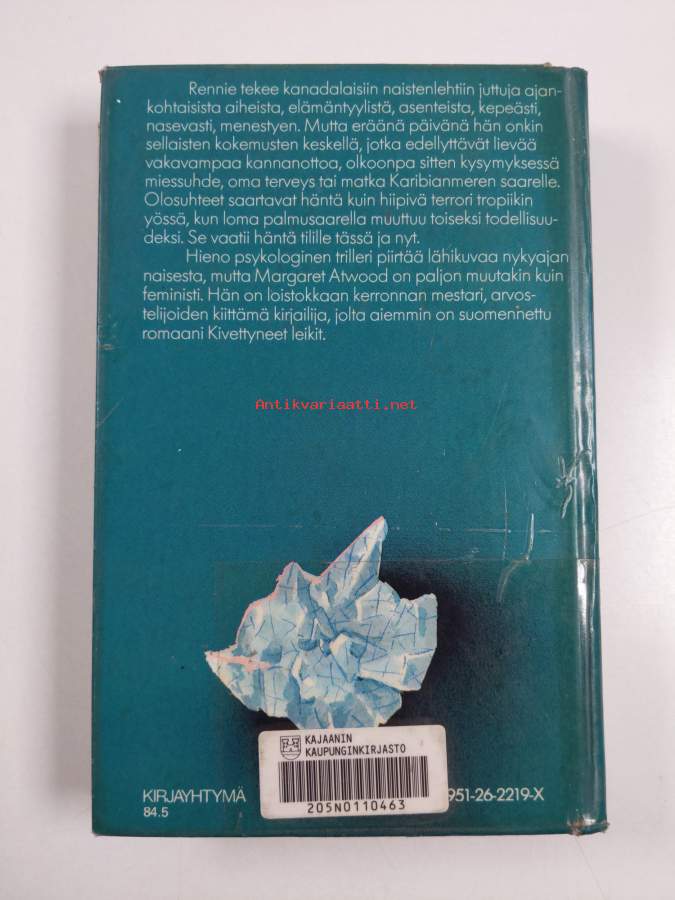 Rennie tekee kanadalaisiin naistenlehtiin juttuja ajan-
kohtaisista aiheista, elämäntyylistä, asenteista, kepeästi,
nasevasti, menestyen. Mutta eräänä päivänä hän onkin
sellaisten kokemusten keskellä, jotka edellyttävät lievää
vakavampaa kannanottoa, olkoonpa sitten kysymyksessä
miessuhde, oma terveys tai matka Karibianmeren saarelle.
Olosuhteet saartavat häntä kuin hiipivä terrori tropiikin
yössä, kun loma palmusaarella muuttuu toiseksi todellisuu-
deksi. Se vaatii häntä tilille tässä ja nyt.
Hieno psykologinen trilleri piirtää lähikuvaa nykyajan
naisesta, mutta Margaret Atwood on paljon muutakin kuin
feministi. Hän on loistokkaan kerronnan mestari, arvos-
telijoiden kiittämä kirjailija, jolta aiemmin on suomennettu
romaani Kivettyneet leikit.
Antikvariaatti.net
KAJAANIN
KAUPUNGINKIRJASTO
205N0110463
KIRJAYHTYMÄ
84.5
951-26-2219-X